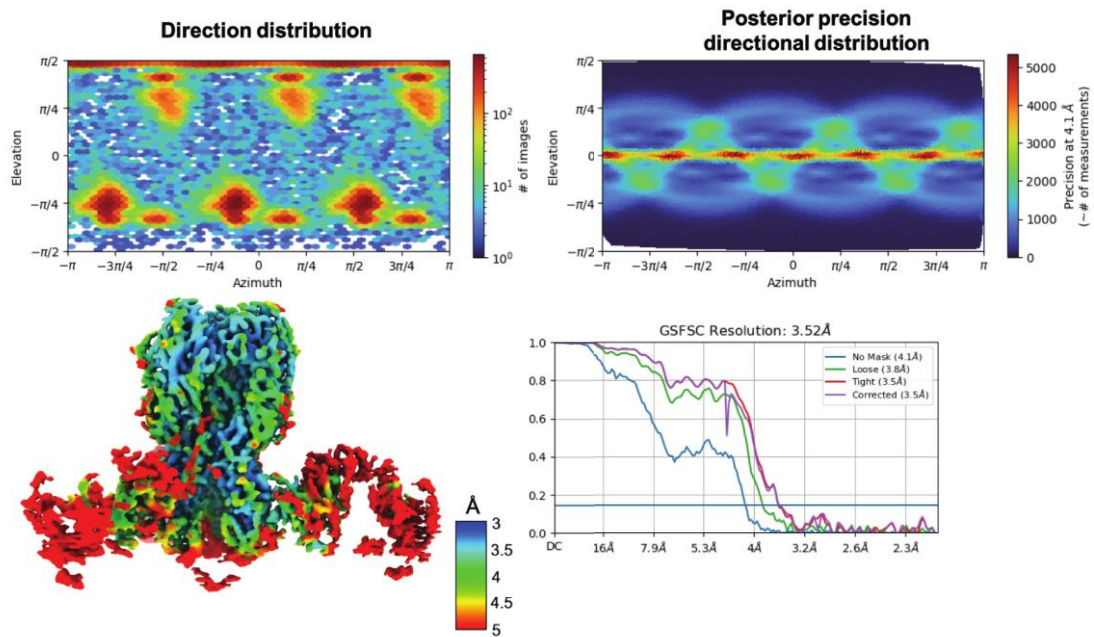 Direction distribution
π/2
π/4
0
−π/4
−π/2
Elevation
−π
−3π/4
−π/2
−π/4
0
π/4
π/2
3π/4
π
Azimuth
10²
10¹
10⁰
# of images
Posterior precision
directional distribution
π/2
π/4
0
−π/4
−π/2
Elevation
−π
−3π/4
−π/2
−π/4
0
π/4
π/2
3π/4
π
Azimuth
5000
4000
3000
2000
1000
0
Precision at 4.1 Å
(~# of measurements)
Å
3
3.5
4
4.5
5
GSFSC Resolution: 3.52Å
1.0
0.8
0.6
0.4
0.2
0.0
No Mask (4.1Å)
Loose (3.8Å)
Tight (3.5Å)
Corrected (3.5Å)
DC
16Å
7.9Å
5.3Å
4Å
3.2Å
2.6Å
2.3Å